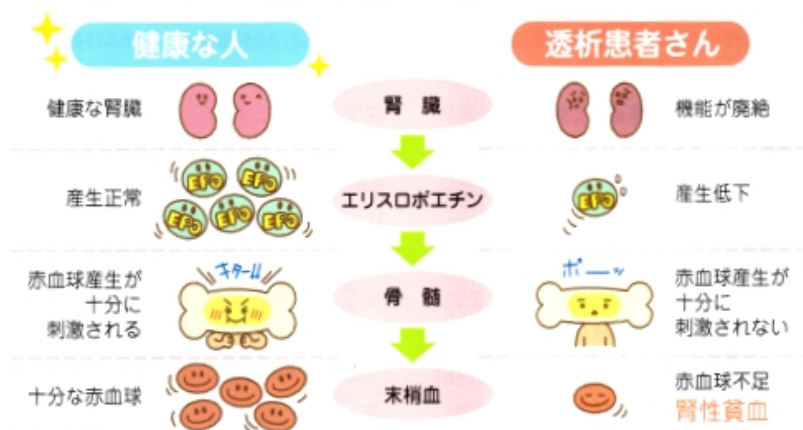 健康な人
透析患者さん
健康な腎臓
腎臓
機能が廃絶
産生正常
EPO
EPO
EPO
EPO
EPO
エリスロポエチン
EPO
産生低下
赤血球産生が
十分に
刺激される
キターーー!!
骨髄
ボーーッ
赤血球産生が
十分に
刺激されない
十分な赤血球
末梢血
赤血球不足
腎性貧血